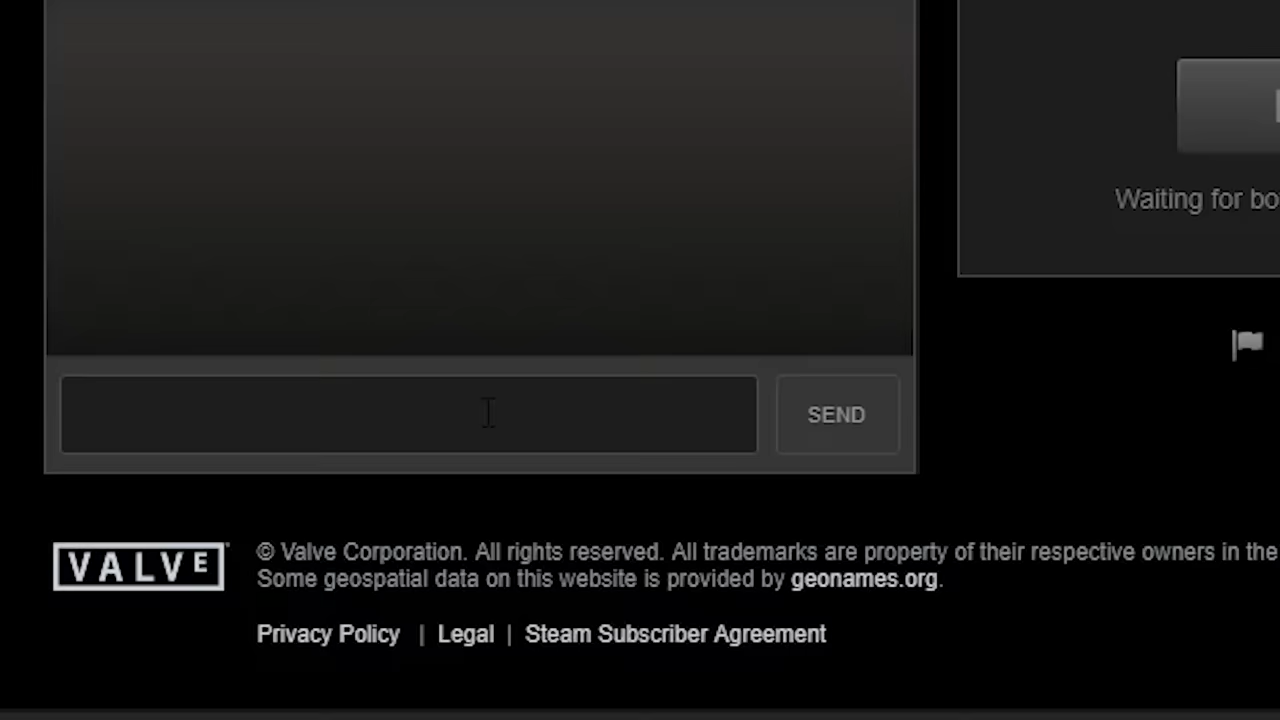 Waiting for bo
SEND
VALVE
© Valve Corporation. All rights reserved. All trademarks are property of their respective owners in the
Some geospatial data on this website is provided by geonames.org.
Privacy Policy | Legal | Steam Subscriber Agreement